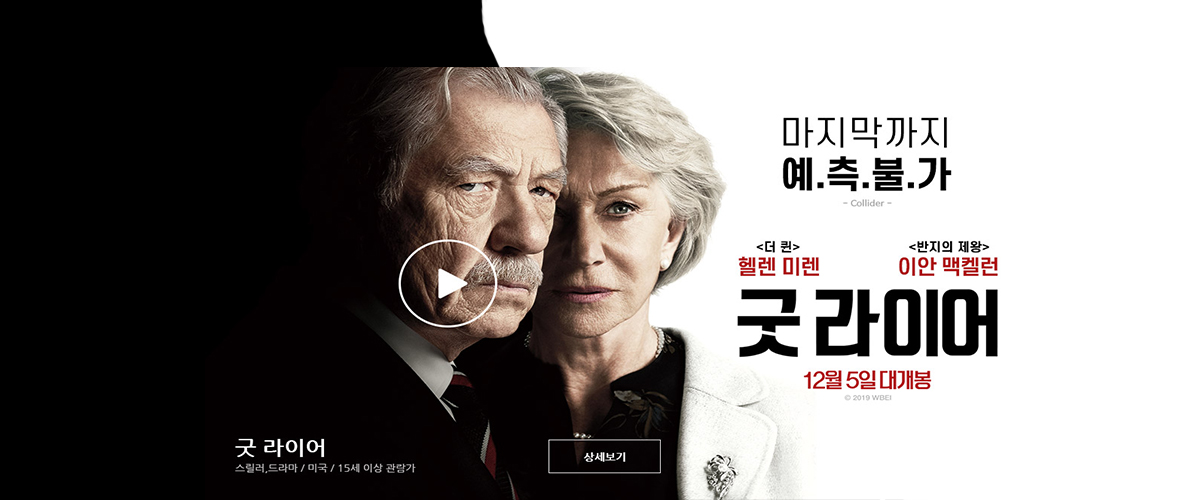 마지막까지
예.측.불.가
- Collider -
<더 퀸> <반지의 제왕>
헬렌 미렌 이안 맥켈런
굿 라이어
12월 5일 대개봉
© 2019 WBEI
굿 라이어
스릴러,드라마 / 미국 / 15세 이상 관람가
상세보기